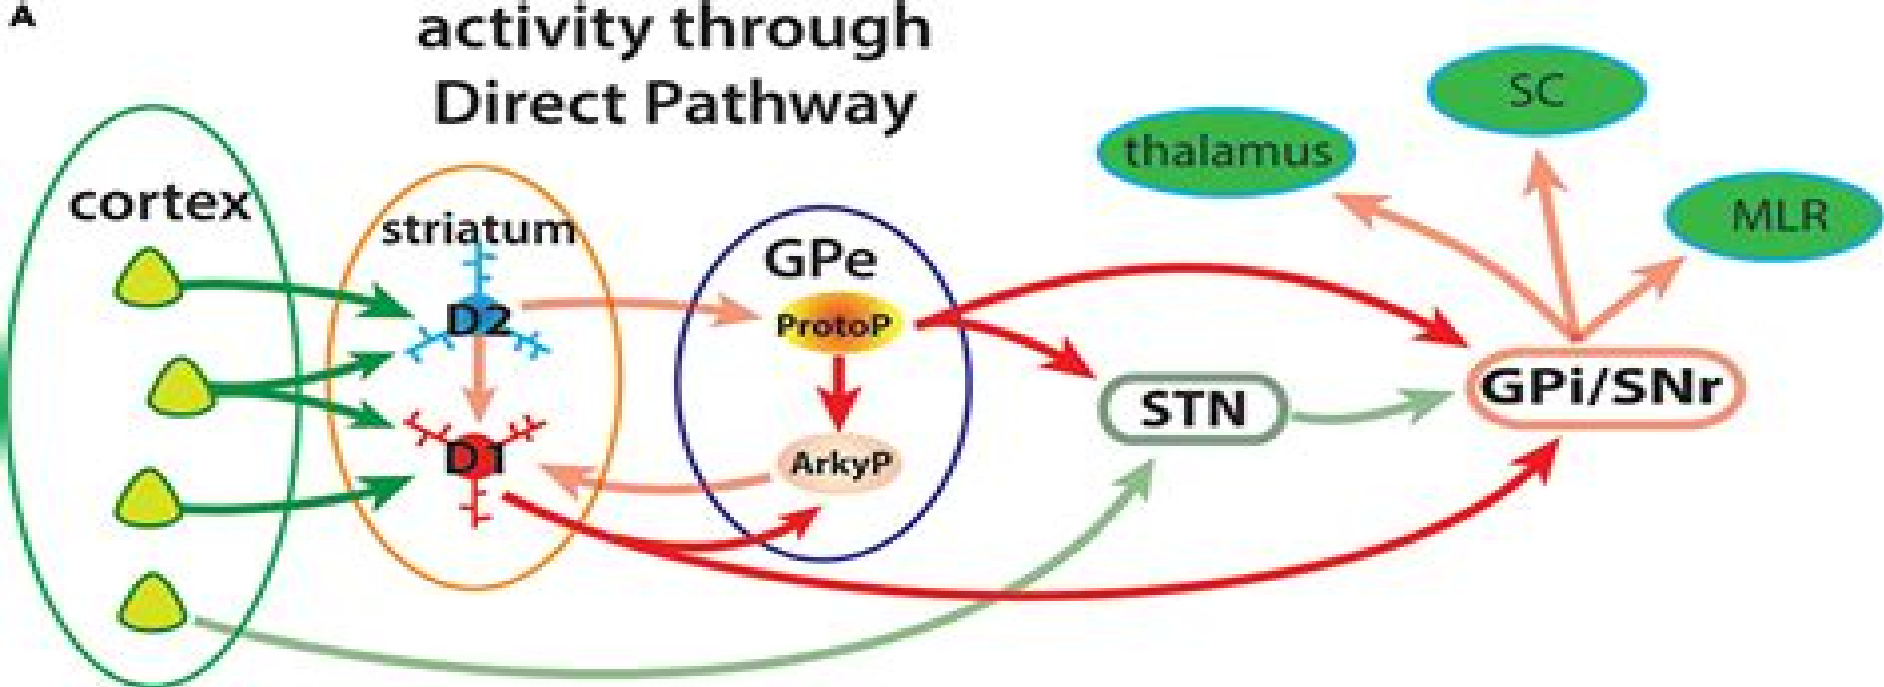 A
activity through
Direct Pathway
SC
thalamus
cortex
MLR
striatum
GPe
D2
ProtoP
GPi/SNr
STN
D1
ArkyP